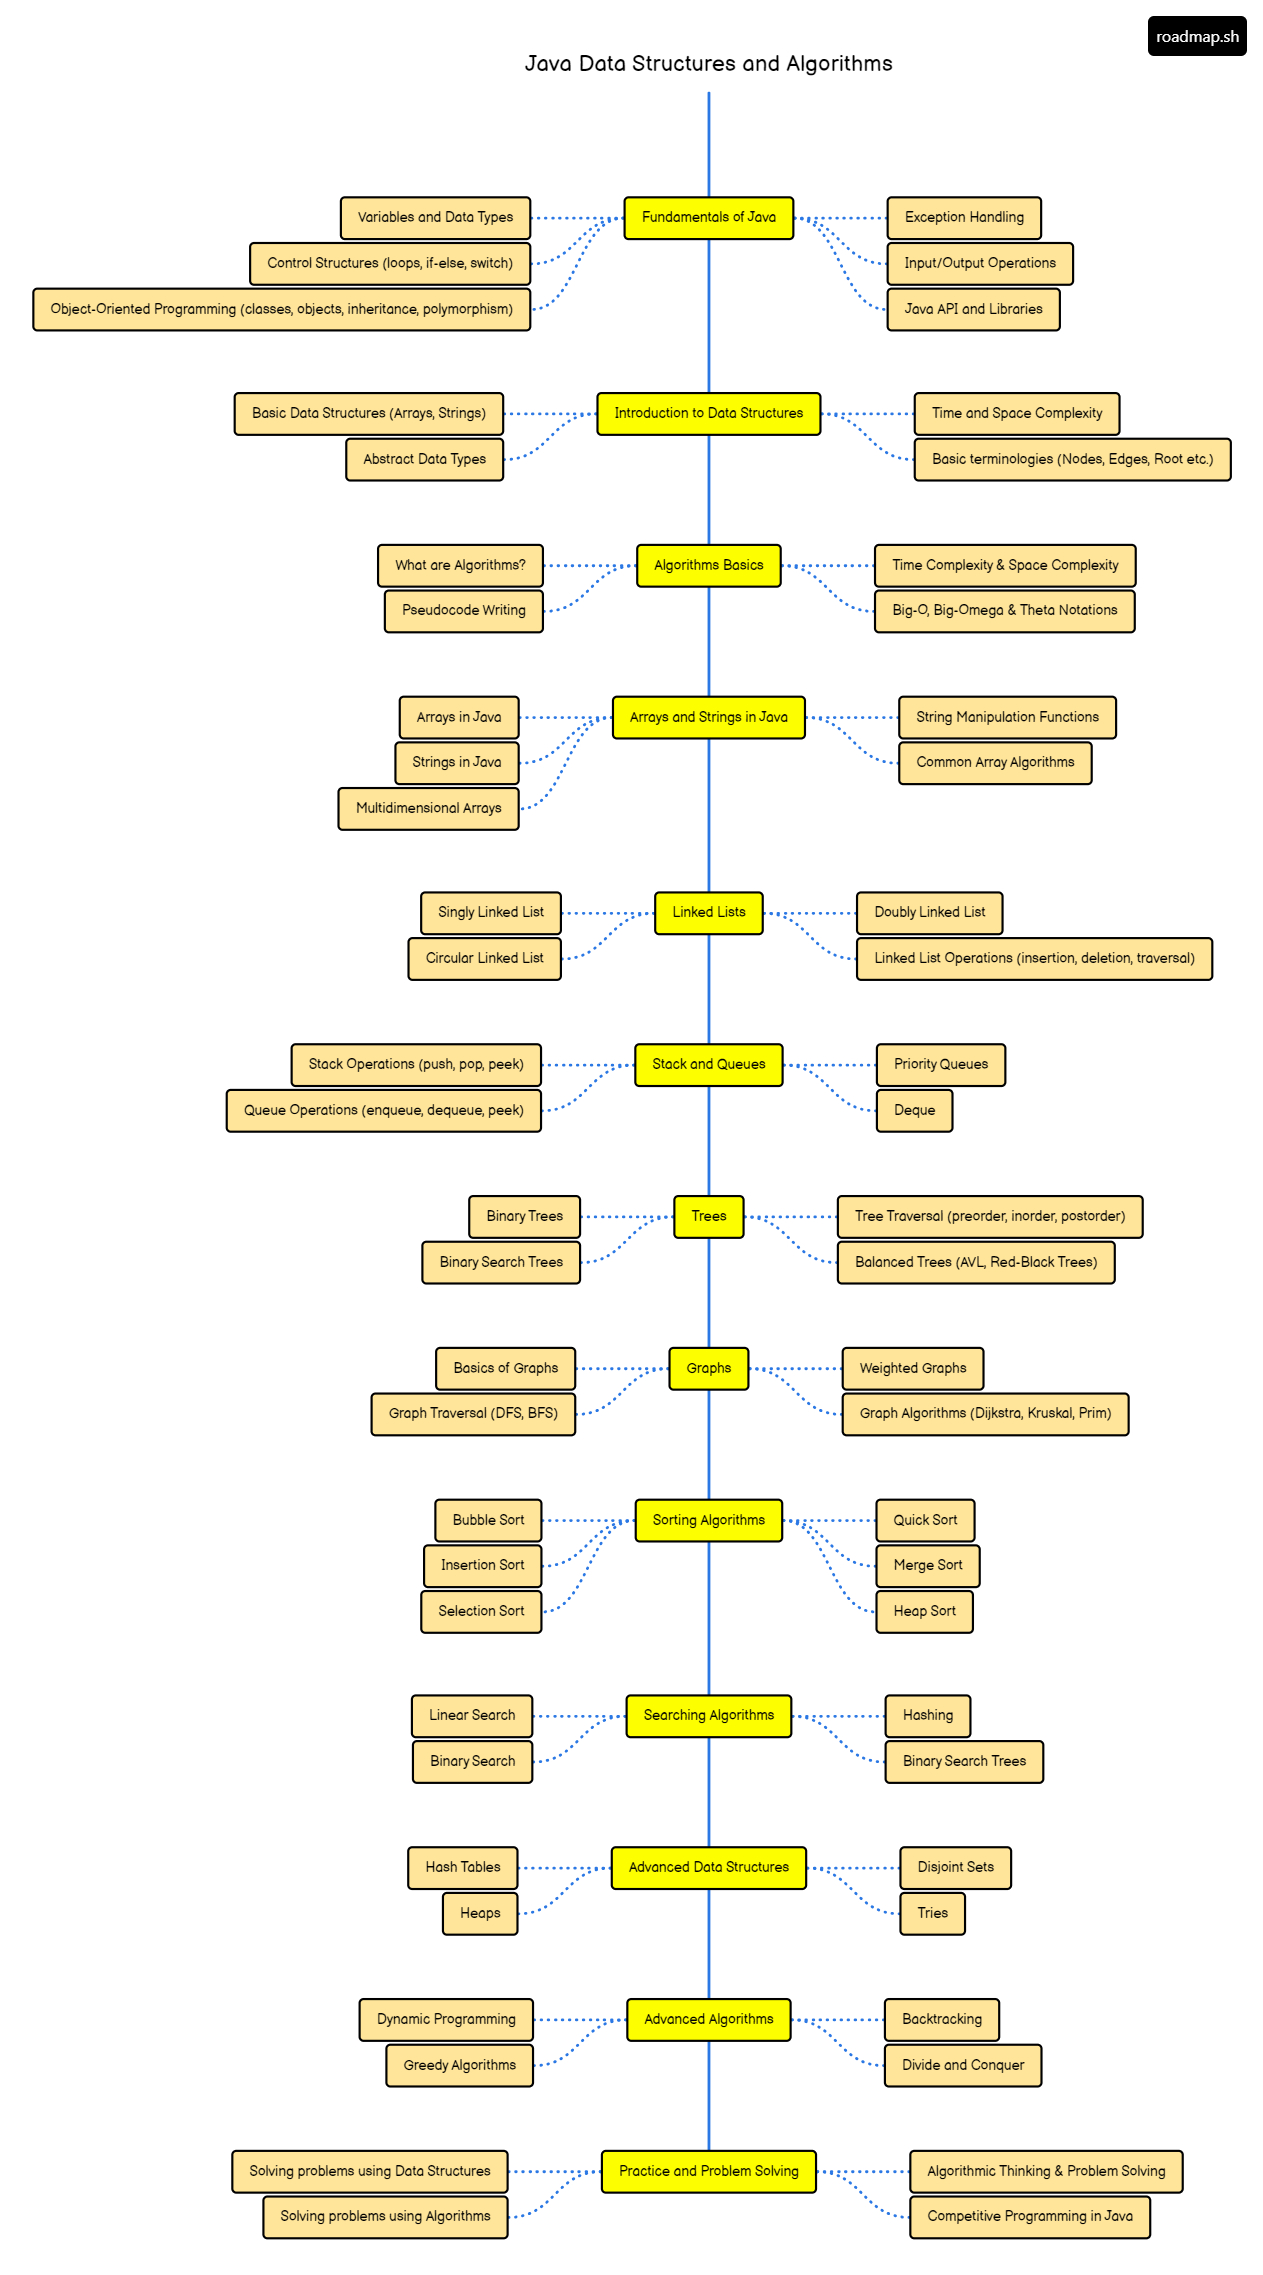 roadmap.sh
Java Data Structures and Algorithms
Variables and Data Types
Fundamentals of Java
Exception Handling
Control Structures (loops, if-else, switch)
Input/Output Operations
Object-Oriented Programming (classes, objects, inheritance, polymorphism)
Java API and Libraries
Basic Data Structures (Arrays, Strings)
Introduction to Data Structures
Time and Space Complexity
Abstract Data Types
Basic terminologies (Nodes, Edges, Root etc.)
What are Algorithms?
Algorithms Basics
Time Complexity & Space Complexity
Pseudocode Writing
Big-O, Big-Omega & Theta Notations
Arrays in Java
Arrays and Strings in Java
String Manipulation Functions
Strings in Java
Common Array Algorithms
Multidimensional Arrays
Singly Linked List
Linked Lists
Doubly Linked List
Circular Linked List
Linked List Operations (insertion, deletion, traversal)
Stack Operations (push, pop, peek)
Stack and Queues
Priority Queues
Queue Operations (enqueue, dequeue, peek)
Deque
Binary Trees
Trees
Tree Traversal (preorder, inorder, postorder)
Binary Search Trees
Balanced Trees (AVL, Red-Black Trees)
Basics of Graphs
Graphs
Weighted Graphs
Graph Traversal (DFS, BFS)
Graph Algorithms (Dijkstra, Kruskal, Prim)
Bubble Sort
Sorting Algorithms
Quick Sort
Insertion Sort
Merge Sort
Selection Sort
Heap Sort
Linear Search
Searching Algorithms
Hashing
Binary Search
Binary Search Trees
Hash Tables
Advanced Data Structures
Disjoint Sets
Heaps
Tries
Dynamic Programming
Advanced Algorithms
Backtracking
Greedy Algorithms
Divide and Conquer
Solving problems using Data Structures
Practice and Problem Solving
Algorithmic Thinking & Problem Solving
Solving problems using Algorithms
Competitive Programming in Java